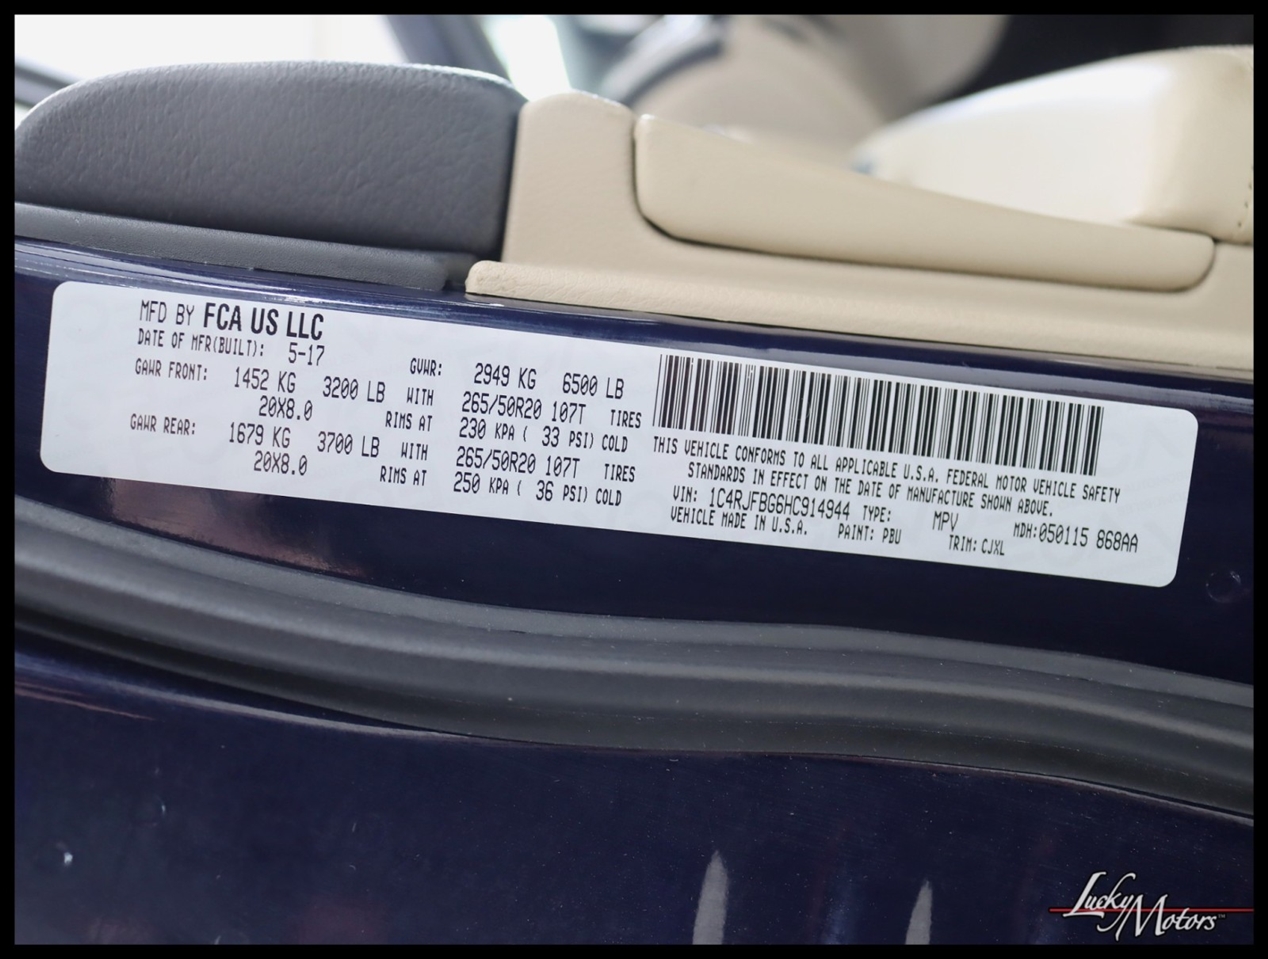 MFD BY FCA US LLC
DATE OF MFR(BUILT): 5-17 GVWR: 2949 KG 6500 LB
GAWR FRONT: 1452 KG 3200 LB WITH 265/50R20 107T TIRES
20X8.0 RIMS AT 230 KPA ( 33 PSI) COLD
GAWR REAR: 1679 KG 3700 LB WITH 265/50R20 107T TIRES
20X8.0 RIMS AT 250 KPA ( 36 PSI) COLD
THIS VEHICLE CONFORMS TO ALL APPLICABLE U.S.A. FEDERAL MOTOR VEHICLE SAFETY
STANDARDS IN EFFECT ON THE DATE OF MANUFACTURE SHOWN ABOVE.
VIN: 1C4RJFBG6HC914944 TYPE: MPV MDH:050115 868AA
VEHICLE MADE IN U.S.A. PAINT: PBU TRIM: CJXL
Lucky Motors™